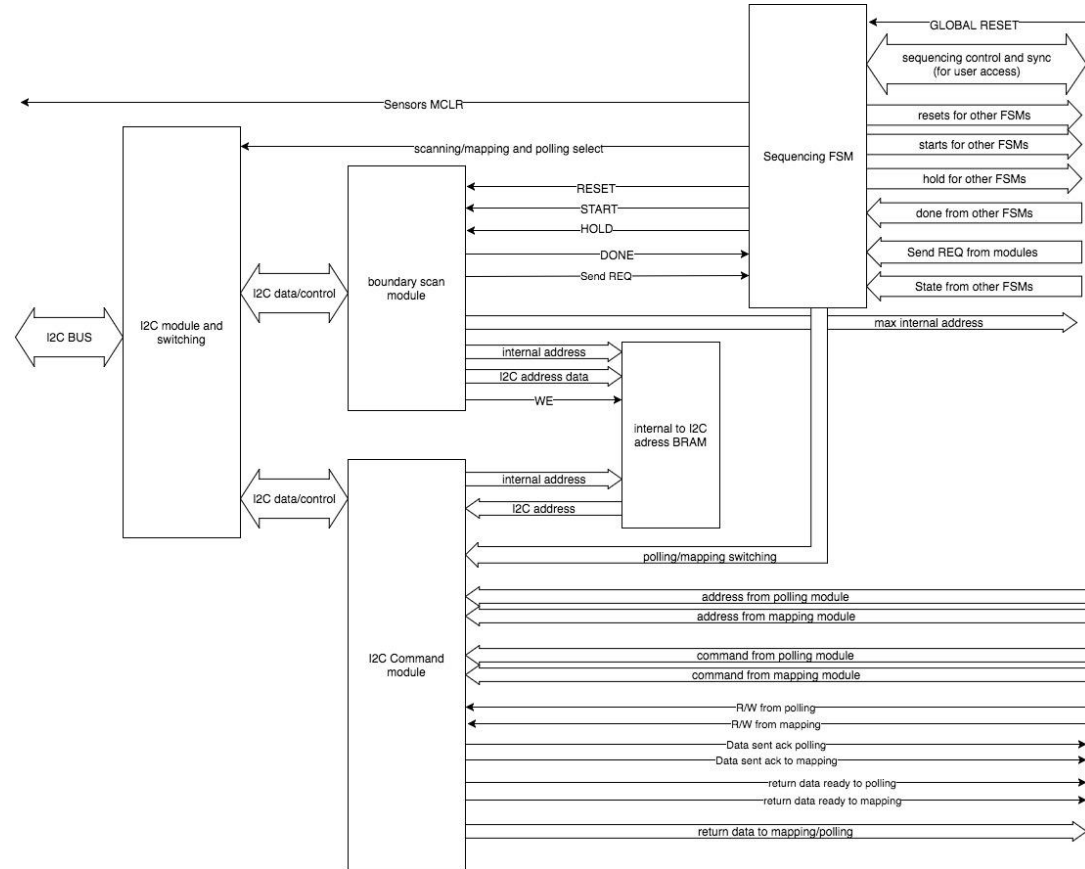 GLOBAL RESET
sequencing control and sync
(for user access)
Sensors MCLR
resets for other FSMs
starts for other FSMs
scanning/mapping and polling select
Sequencing FSM
hold for other FSMs
RESET
START
done from other FSMs
HOLD
DONE
Send REQ from modules
Send REQ
boundary scan
module
I2C data/control
State from other FSMs
max internal address
I2C BUS
I2C module and
switching
internal address
I2C address data
WE
internal to I2C
adress BRAM
internal address
I2C data/control
I2C address
polling/mapping switching
address from polling module
address from mapping module
I2C Command
module
command from polling module
command from mapping module
R/W from polling
R/W from mapping
Data sent ack polling
Data sent ack to mapping
return data ready to polling
return data ready to mapping
return data to mapping/polling